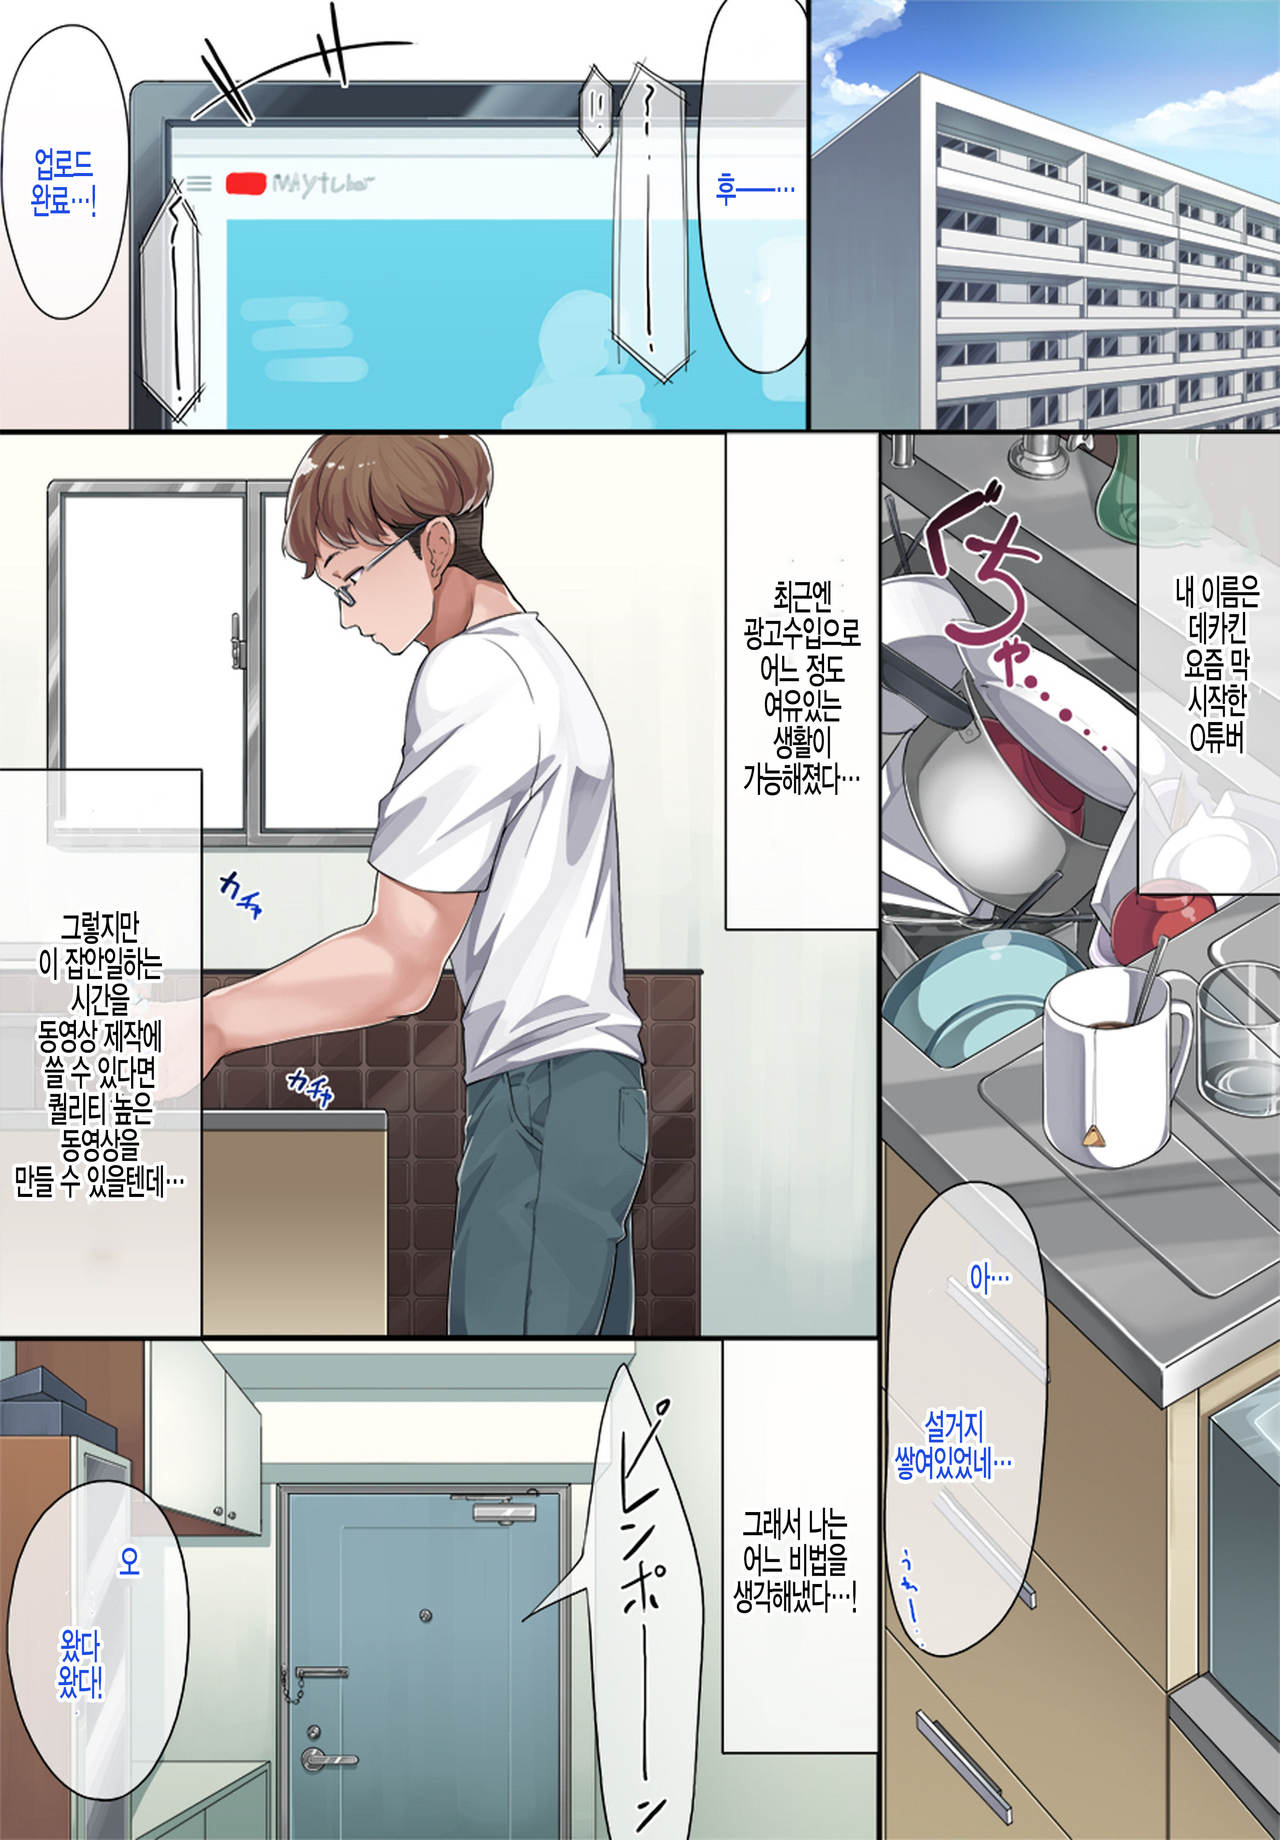 후――…
MAytuber
업로드
완료…!
내 이름은
데카킨
요즘 막
시작한
O튜버
くちゃ…
최근엔
광고수입으로
어느 정도
여유있는
생활이
가능해졌다…
カチャ
カチャ
그렇지만
이 잡안일하는
시간을
동영상 제작에
쓸 수 있다면
퀄리티 높은
동영상을
만들 수 있을텐데…
아…
설거지
쌓여있었네…
うわー…
그래서 나는
어느 비법을
생각해냈다…!
ピンポーン
오
왔다
왔다!